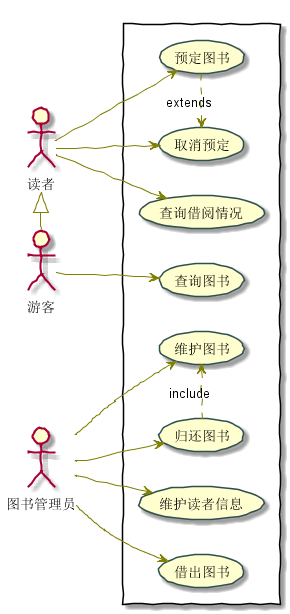 预定图书
extends
取消预定
读者
查询借阅情况
查询图书
游客
维护图书
include
归还图书
图书管理员
维护读者信息
借出图书